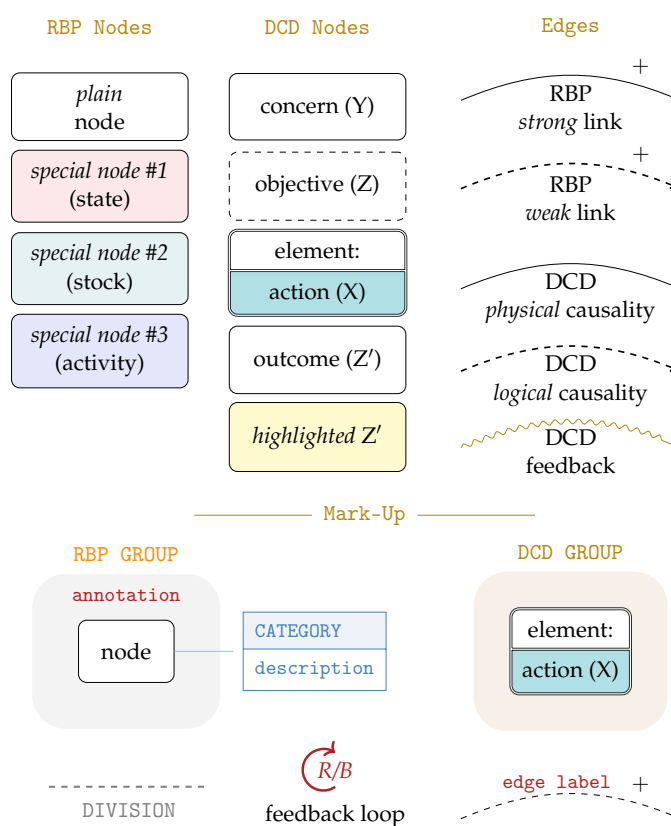 RBP Nodes
DCD Nodes
Edges
plain
node
special node #1
(state)
special node #2
(stock)
special node #3
(activity)
concern (Y)
objective (Z)
element:
action (X)
outcome (Z′)
highlighted Z′
+
RBP
strong link
+
RBP
weak link
DCD
physical causality
DCD
logical causality
DCD
feedback
Mark-Up
RBP GROUP
annotation
node
CATEGORY
description
DCD GROUP
element:
action (X)
DIVISION
R/B
feedback loop
edge label +